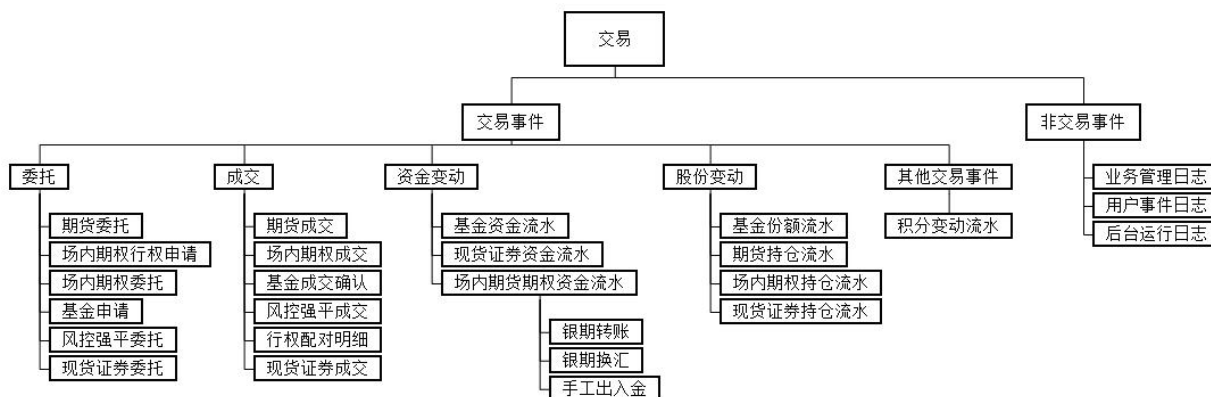 交易
交易事件
非交易事件
委托
成交
资金变动
股份变动
其他交易事件
业务管理日志
用户事件日志
后台运行日志
期货委托
场内期权行权申请
场内期权委托
基金申请
风控强平委托
现货证券委托
期货成交
场内期权成交
基金成交确认
风控强平成交
行权配对明细
现货证券成交
基金资金流水
现货证券资金流水
场内期货期权资金流水
银期转账
银期换汇
手工出入金
基金份额流水
期货持仓流水
场内期权持仓流水
现货证券持仓流水
积分变动流水